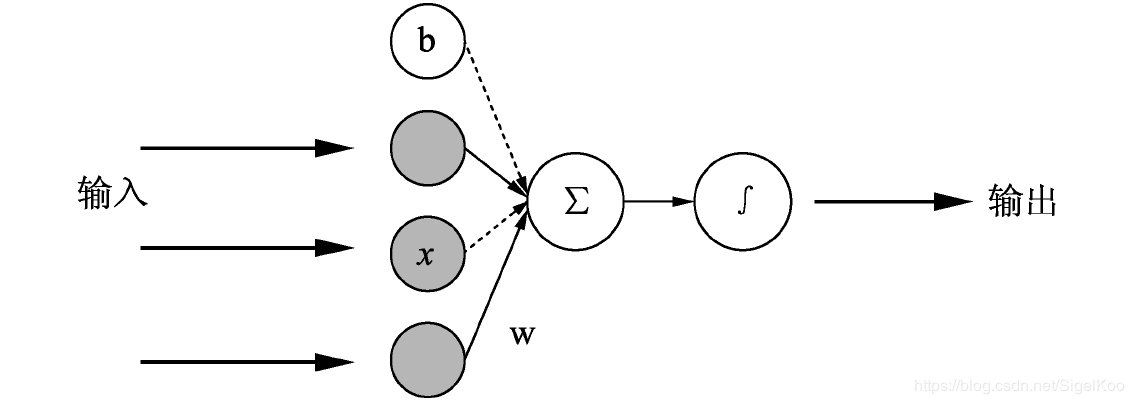 b
输入
x
Σ
∫
输出
w
https://blog.csdn.net/SigelKoo